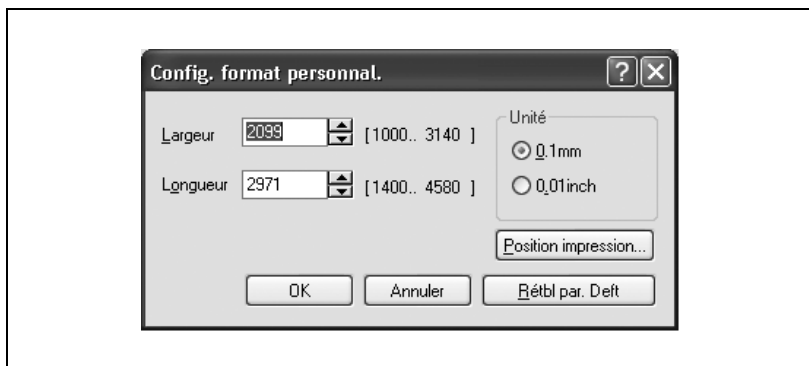 Config. format personnal.
Largeur 2099 [1000.. 3140 ]
Longueur 2971 [1400.. 4580 ]
Unité
0.1mm
0.01inch
Position impression...
OK Annuler Rétbl par. Deft